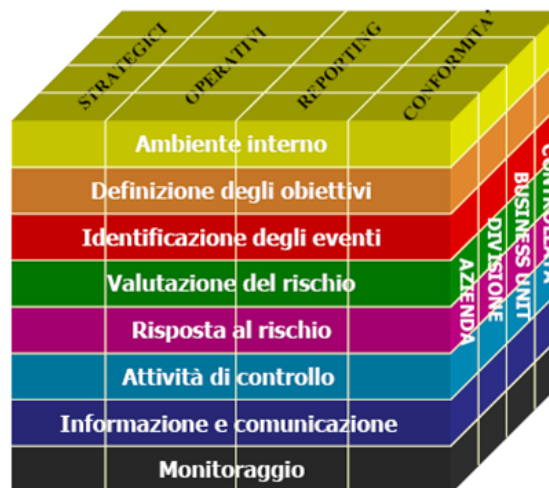 STRATEGICI
OPERATIVI
REPORTING
CONFORMITA'
Ambiente interno
Definizione degli obiettivi
Identificazione degli eventi
Valutazione del rischio
Risposta al rischio
Attività di controllo
Informazione e comunicazione
Monitoraggio
AZIENDA
DIVISIONE
BUSINESS UNIT